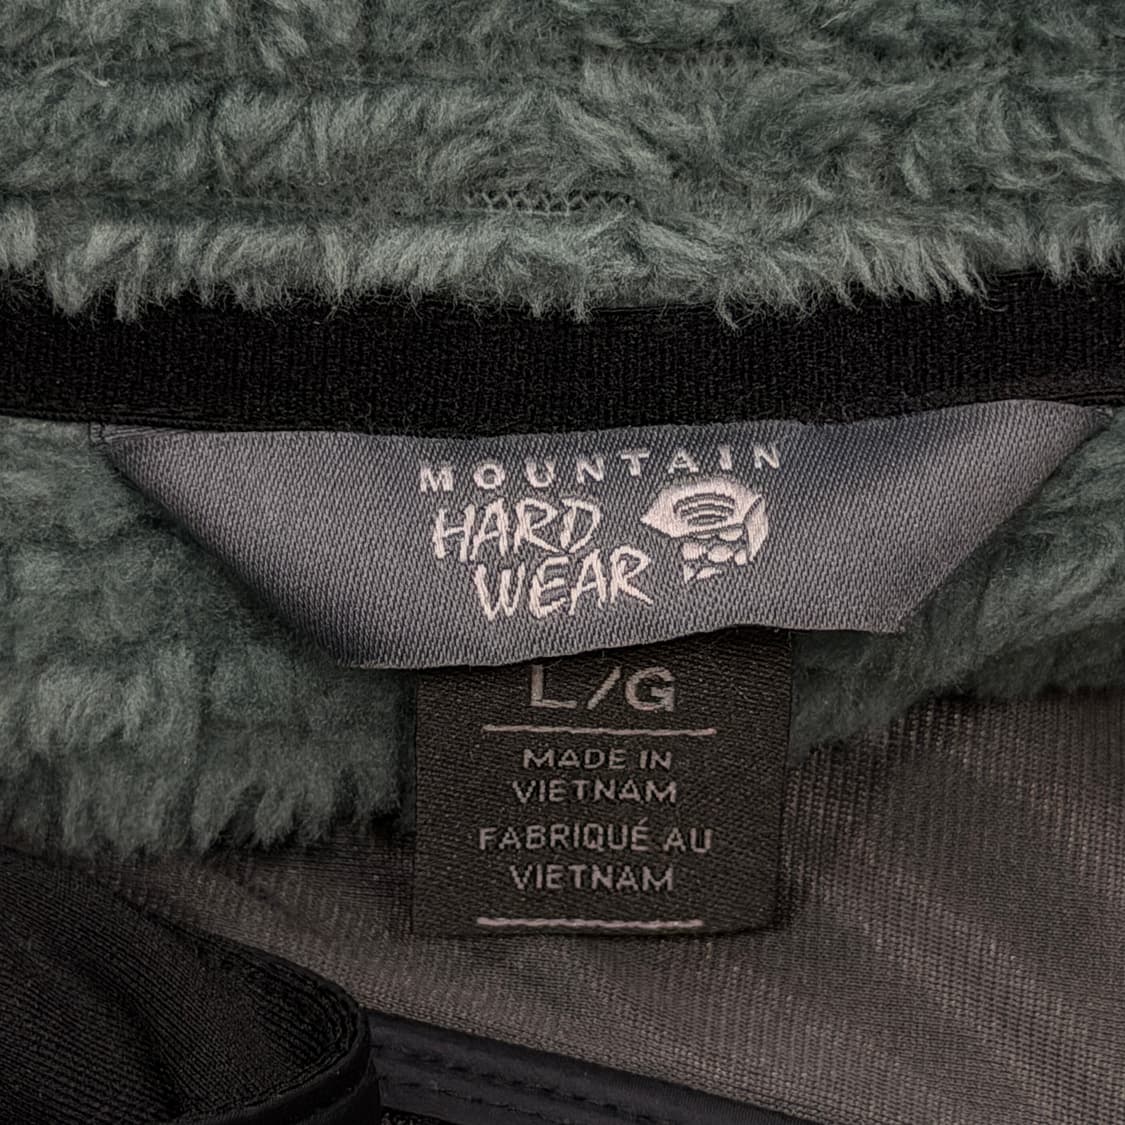 MOUNTAIN
HARD
WEAR
L/G
MADE IN
VIETNAM
FABRIQUÉ AU
VIETNAM